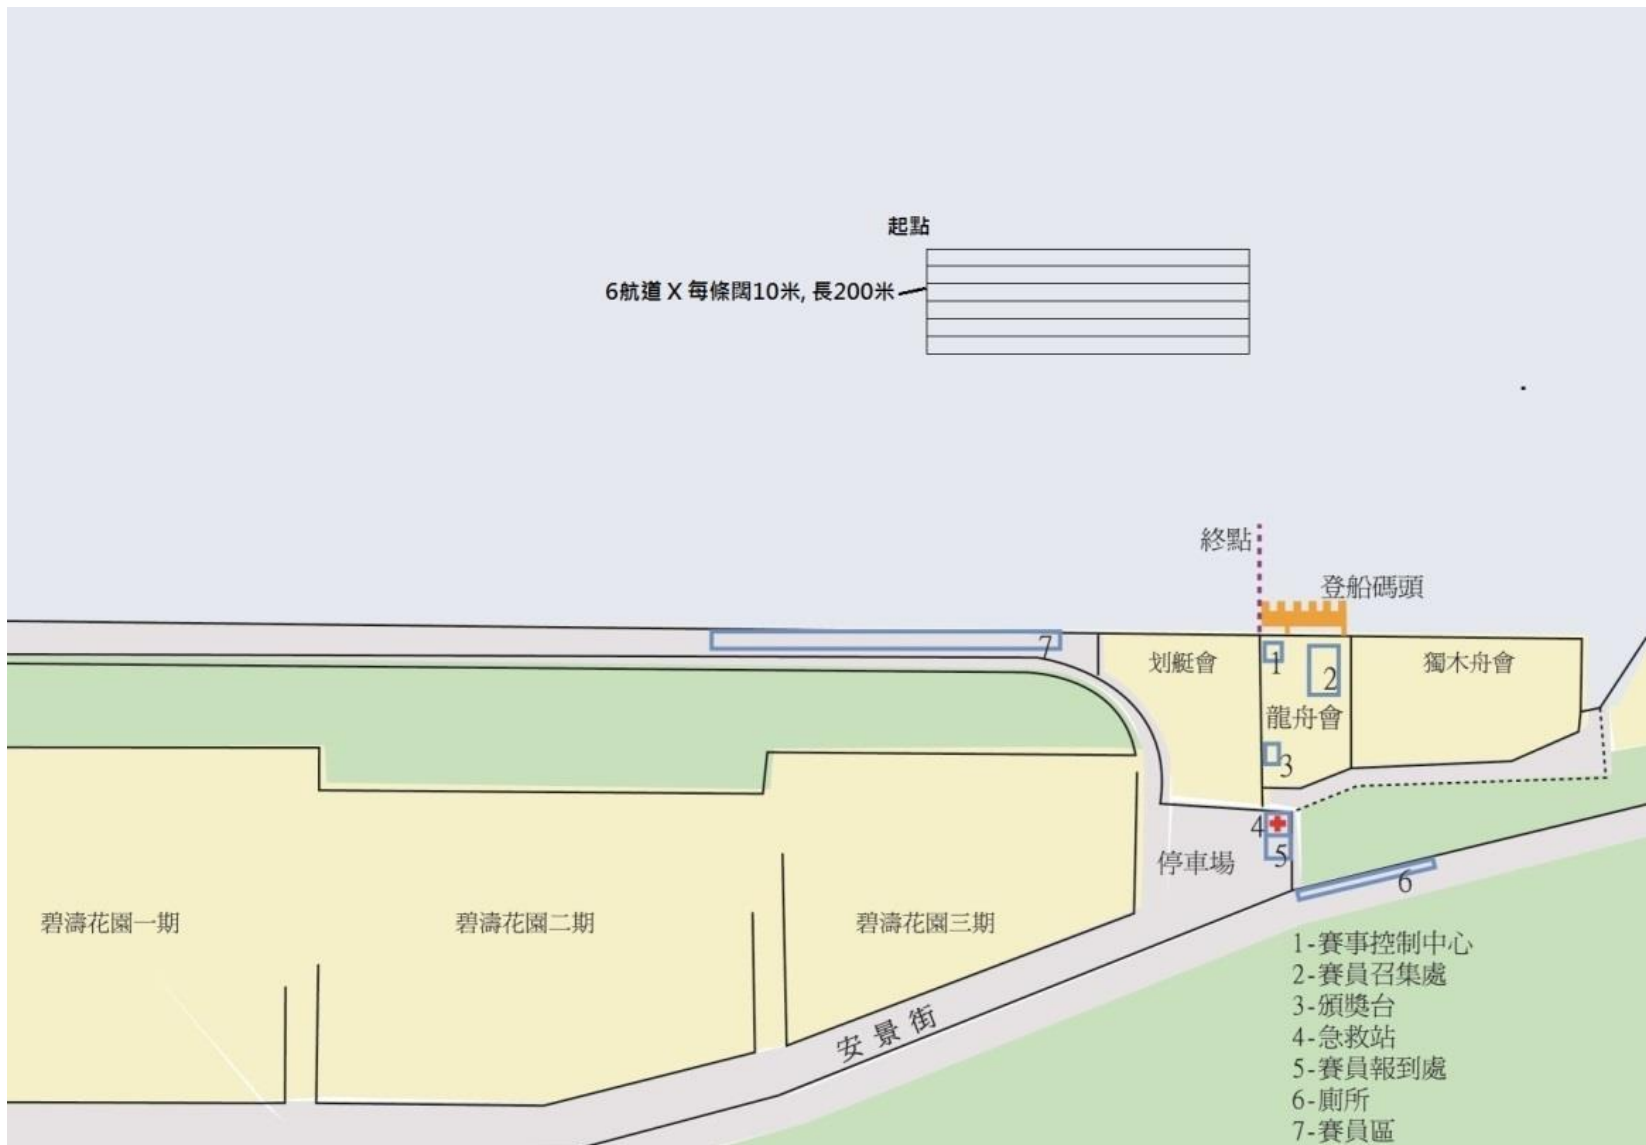 起點
6航道 X 每條闊10米, 長200米
終點
登船碼頭
7
划艇會
1
2
獨木舟會
龍舟會
3
4
停車場
5
6
碧濤花園一期
碧濤花園二期
碧濤花園三期
安景街
1-賽事控制中心
2-賽員召集處
3-頒獎台
4-急救站
5-賽員報到處
6-廁所
7-賽員區